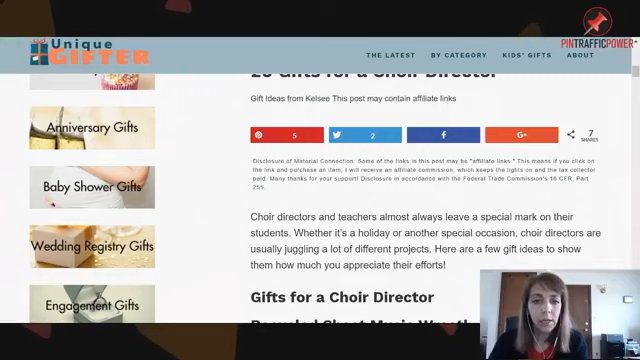 Unique
GIFTER
THE LATEST
BY CATEGORY
KIDS' GIFTS
ABOUT
PINTRAFFICPOWER
Anniversary Gifts
Baby Shower Gifts
Wedding Registry Gifts
Engagement Gifts
20 Gifts for a Choir Director
Gift Ideas from Kelsee This post may contain affiliate links
5
2
7
SHARES
Disclosure of Material Connection: Some of the links in this post may be "affiliate links." This means if you click on
the link and purchase an item, I will receive an affiliate commission, which keeps the lights on and the tax collector
paid. Many thanks for your support! Disclosure in accordance with the Federal Trade Commission's 16 CFR, Part
255.
Choir directors and teachers almost always leave a special mark on their
students. Whether it's a holiday or another special occasion, choir directors are
usually juggling a lot of different projects. Here are a few gift ideas to show
them how much you appreciate their efforts!
Gifts for a Choir Director